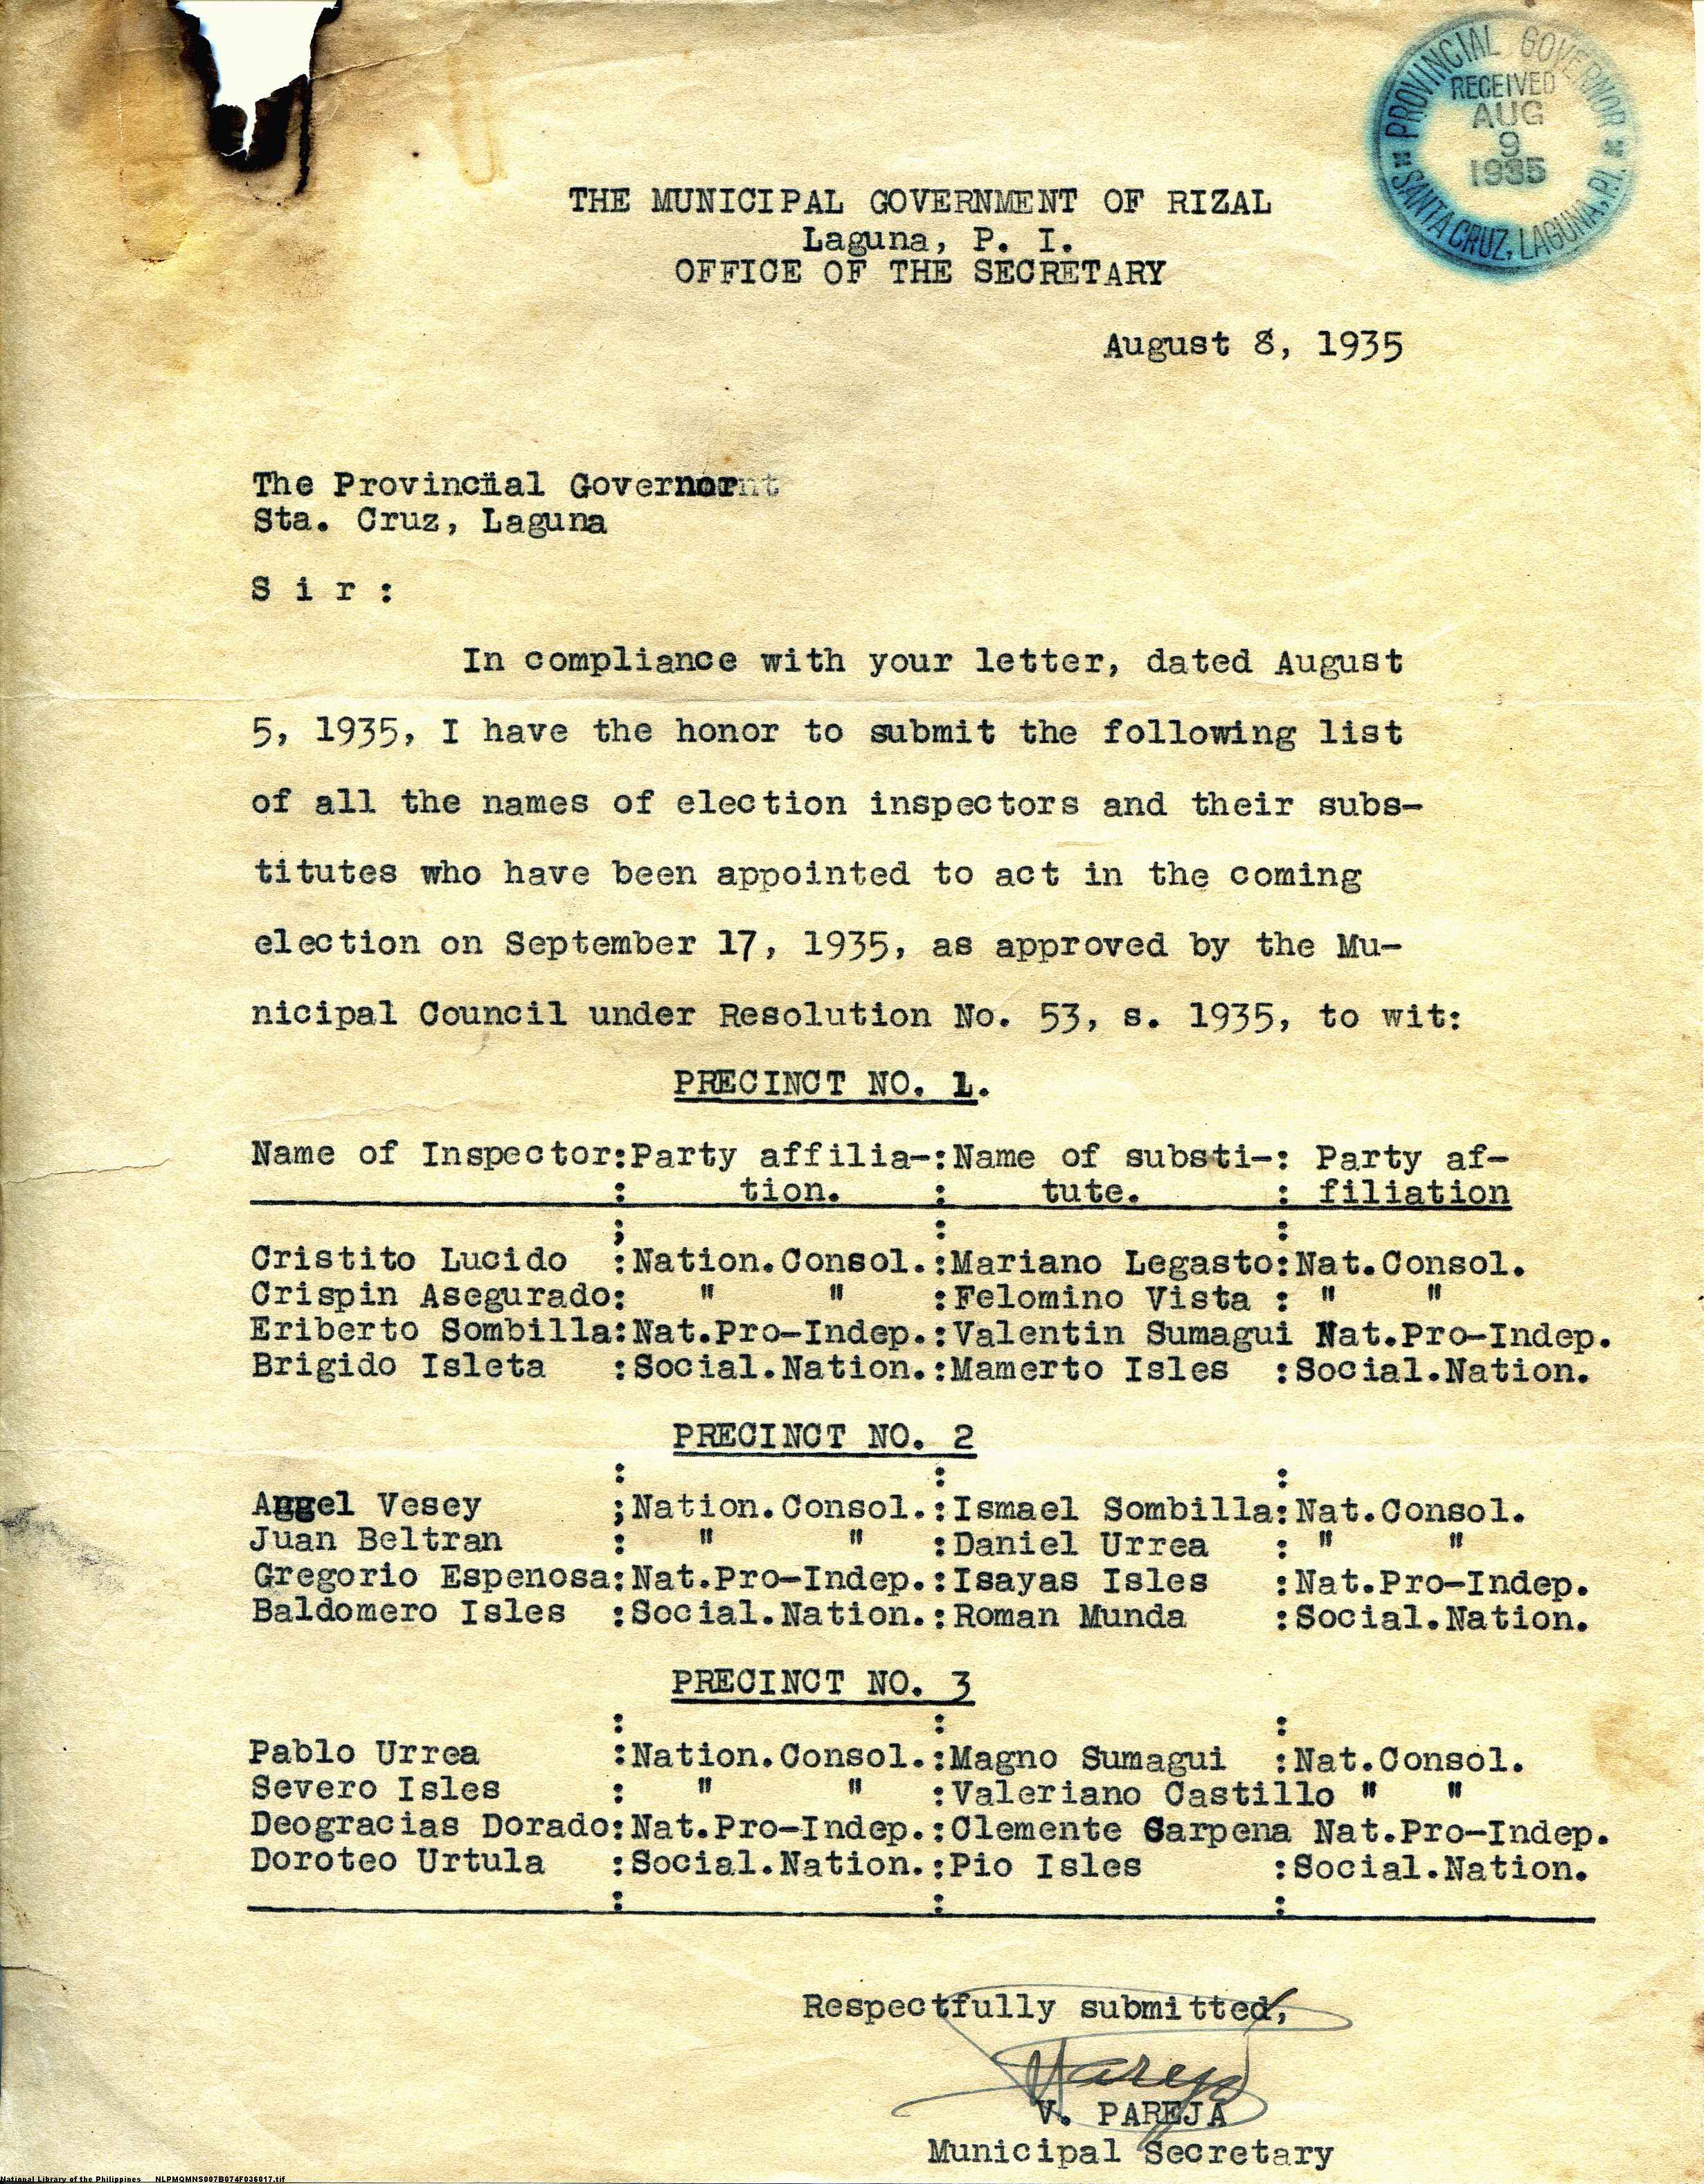 PROVINCIAL GOVERNOR
RECEIVED
AUG
9
1935
SANTA CRUZ, LAGUNA, P.I.
THE MUNICIPAL GOVERNMENT OF RIZAL
Laguna, P. I.
OFFICE OF THE SECRETARY
August 8, 1935
The Provincial Governor
Sta. Cruz, Laguna
S i r :
In compliance with your letter, dated August
5, 1935, I have the honor to submit the following list
of all the names of election inspectors and their subs-
titutes who have been appointed to act in the coming
election on September 17, 1935, as approved by the Mu-
nicipal Council under Resolution No. 53, s. 1935, to wit:
PRECINCT NO. 1.
Name of Inspector:Party affilia-:Name of substi-: Party af-
: tion. : tute. : filiation
; : :
Cristito Lucido :Nation.Consol.:Mariano Legasto:Nat.Consol.
Crispin Asegurado: " " :Felomino Vista : " "
Eriberto Sombilla:Nat.Pro-Indep.:Valentin Sumagui Nat.Pro-Indep.
Brigido Isleta :Social.Nation.:Mamerto Isles :Social.Nation.
PRECINCT NO. 2
: : :
Angel Vesey ;Nation.Consol.:Ismael Sombilla:Nat.Consol.
Juan Beltran : " " :Daniel Urrea : " "
Gregorio Espenosa:Nat.Pro-Indep.:Isayas Isles :Nat.Pro-Indep.
Baldomero Isles :Social.Nation.:Roman Munda :Social.Nation.
PRECINCT NO. 3
: : :
Pablo Urrea :Nation.Consol.:Magno Sumagui :Nat.Consol.
Severo Isles : " " :Valeriano Castillo " "
Deogracias Dorado:Nat.Pro-Indep.:Clemente Sarpena Nat.Pro-Indep.
Doroteo Urtula :Social.Nation.:Pio Isles :Social.Nation.
: : :
Respectfully submitted,
V. PAREJA
Municipal Secretary
National Library of the Philippines NLPMQMNS007B074F036017.tif